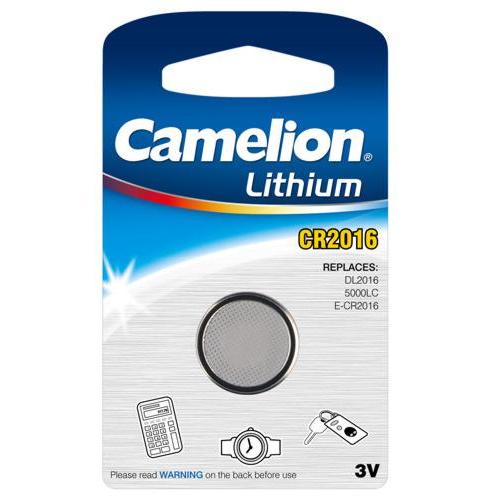 Camelion®
Lithium
CR2016
REPLACES:
DL2016
5000LC
E-CR2016
Please read WARNING on the back before use
3V